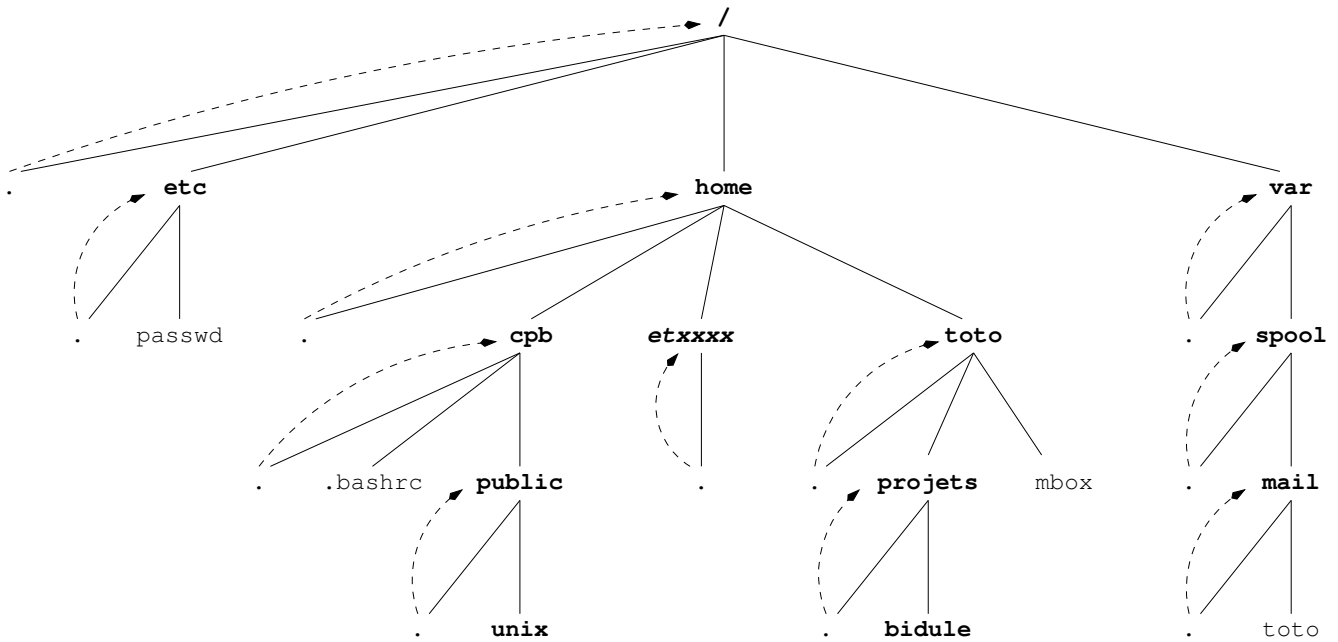 /
. etc home var
. passwd . cpb etxxxx toto . spool
. .bashrc public . . projets mbox . mail
. unix . bidule . toto